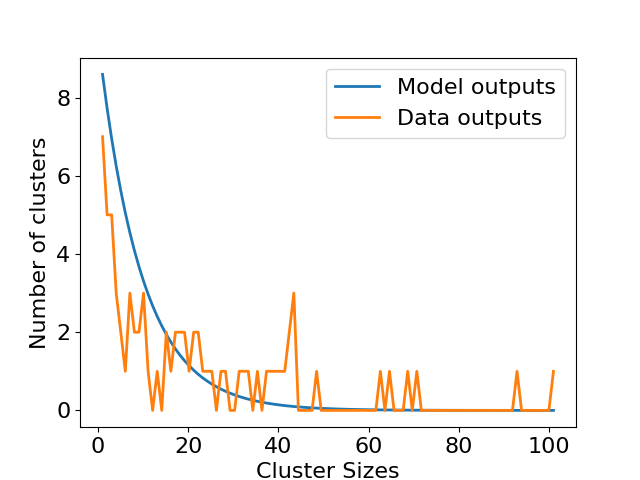 Model outputs
Data outputs
Number of clusters
8
6
4
2
0
0 20 40 60 80 100
Cluster Sizes